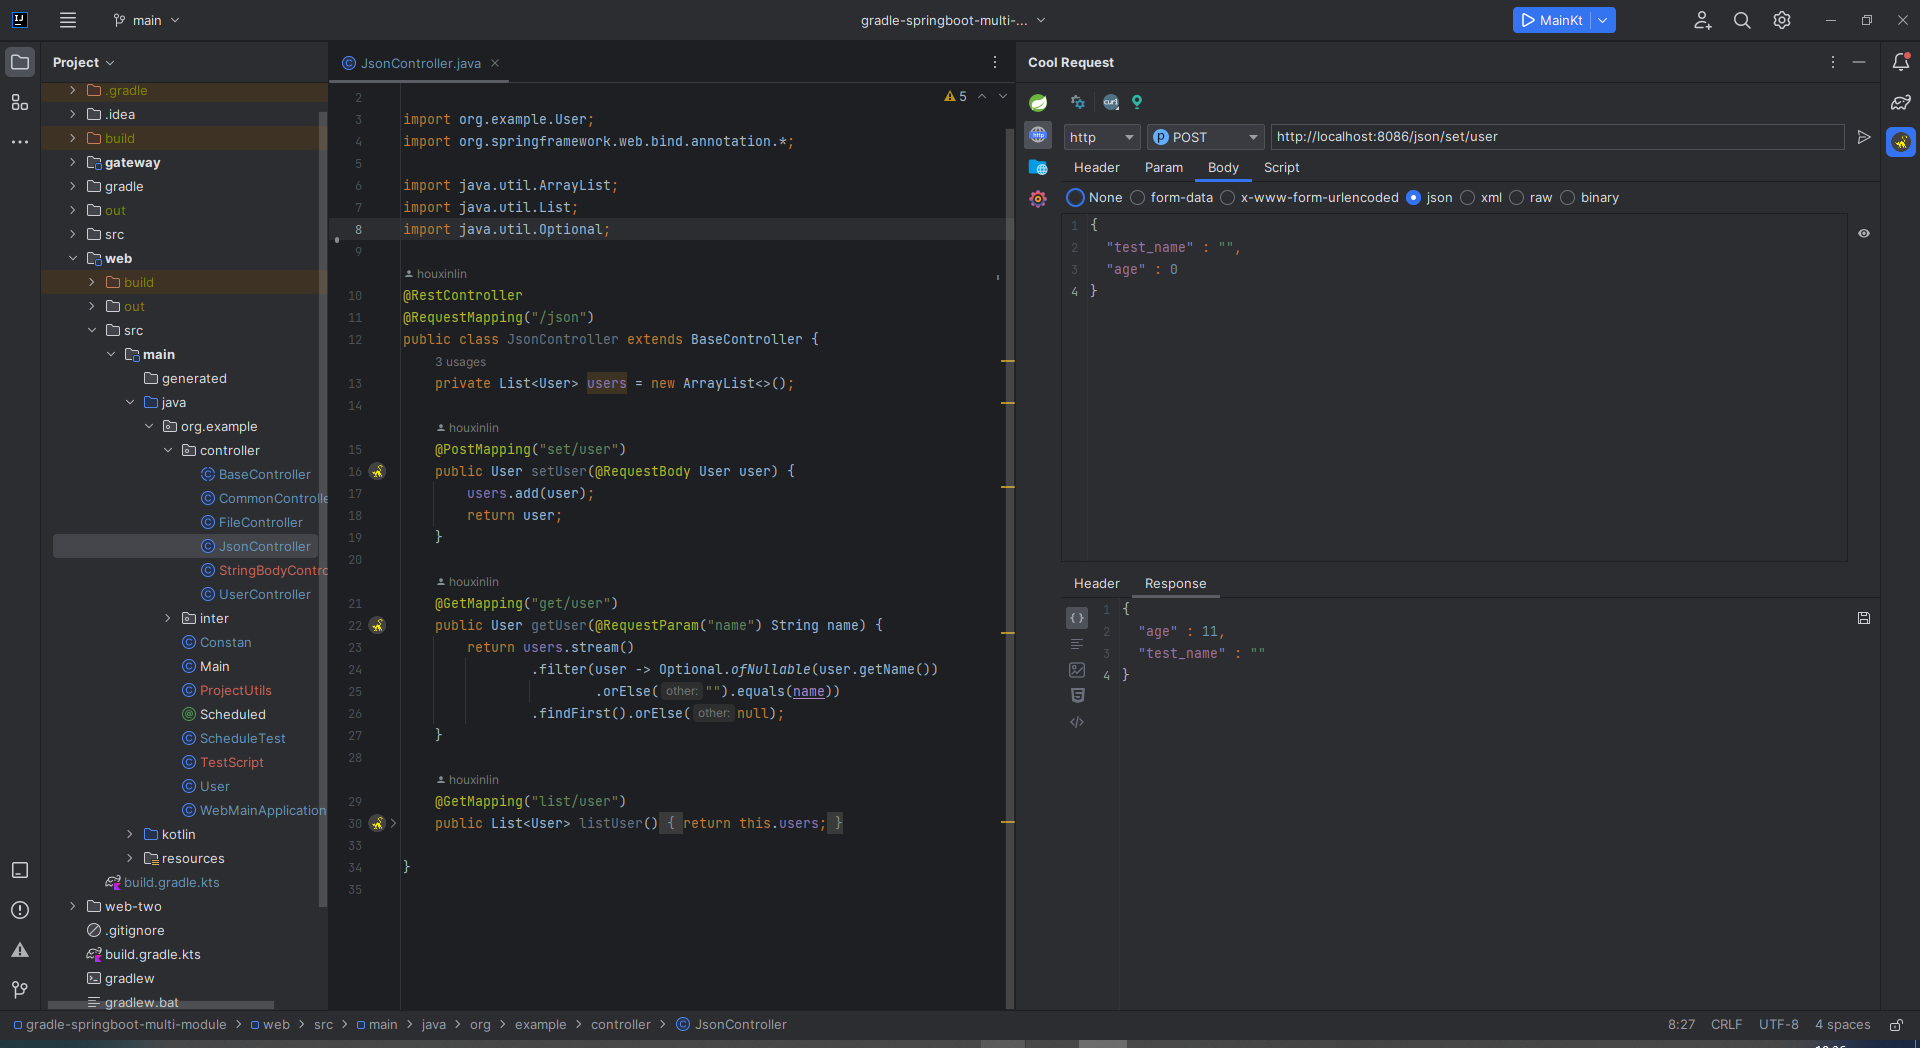 main
gradle-springboot-multi-...
MainKt
Project
.gradle
.idea
build
gateway
gradle
out
src
web
build
out
src
main
generated
java
org.example
controller
BaseController
CommonControlle
FileController
JsonController
StringBodyContro
UserController
inter
Constan
Main
ProjectUtils
Scheduled
ScheduleTest
TestScript
User
WebMainApplication
kotlin
resources
build.gradle.kts
web-two
.gitignore
build.gradle.kts
gradlew
gradlew.bat
JsonController.java
5
2
3 import org.example.User;
4 import org.springframework.web.bind.annotation.*;
5
6 import java.util.ArrayList;
7 import java.util.List;
8 import java.util.Optional;
9
houxinlin
10 @RestController
11 @RequestMapping("/json")
12 public class JsonController extends BaseController {
3 usages
13 private List<User> users = new ArrayList<>();
14
houxinlin
15 @PostMapping("set/user")
16 public User setUser(@RequestBody User user) {
17 users.add(user);
18 return user;
19 }
20
houxinlin
21 @GetMapping("get/user")
22 public User getUser(@RequestParam("name") String name) {
23 return users.stream()
24 .filter(user -> Optional.ofNullable(user.getName())
25 .orElse( other: "").equals(name))
26 .findFirst().orElse( other: null);
27 }
28
houxinlin
29 @GetMapping("list/user")
30 public List<User> listUser() { return this.users; }
33
34 }
35
Cool Request
curl
http
http POST http://localhost:8086/json/set/user
Header Param Body Script
None form-data x-www-form-urlencoded json xml raw binary
1 {
2 "test_name" : "",
3 "age" : 0
4 }
Header Response
1 {
2 "age" : 11,
3 "test_name" : ""
4 }
gradle-springboot-multi-module > web > src > main > java > org > example > controller > JsonController
8:27 CRLF UTF-8 4 spaces